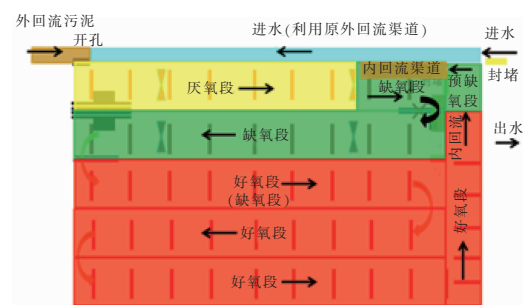 外回流污泥
开孔
进水(利用原外回流渠道)
进水
封堵
内回流渠道
厌氧段
缺氧段
预缺
氧段
缺氧段
内回流
出水
好氧段
(缺氧段)
好氧段
好氧段
好氧段